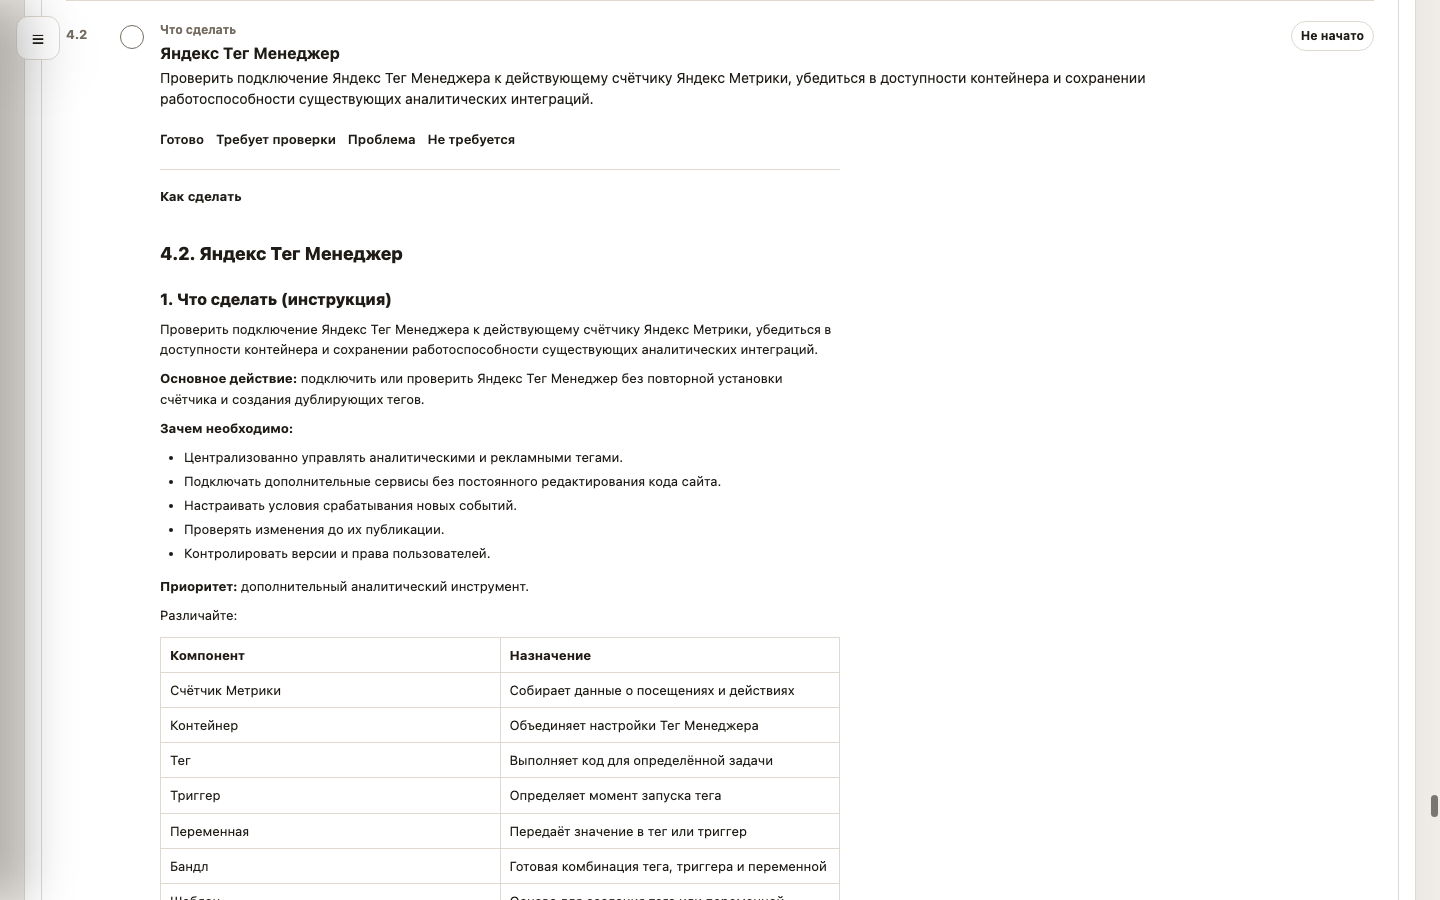 4.2
Что сделать
Не начато
Яндекс Тег Менеджер
Проверить подключение Яндекс Тег Менеджера к действующему счётчику Яндекс Метрики, убедиться в доступности контейнера и сохранении
работоспособности существующих аналитических интеграций.
Готово Требует проверки Проблема Не требуется
Как сделать
4.2. Яндекс Тег Менеджер
1. Что сделать (инструкция)
Проверить подключение Яндекс Тег Менеджера к действующему счётчику Яндекс Метрики, убедиться в
доступности контейнера и сохранении работоспособности существующих аналитических интеграций.
Основное действие: подключить или проверить Яндекс Тег Менеджер без повторной установки
счётчика и создания дублирующих тегов.
Зачем необходимо:
• Централизованно управлять аналитическими и рекламными тегами.
• Подключать дополнительные сервисы без постоянного редактирования кода сайта.
• Настраивать условия срабатывания новых событий.
• Проверять изменения до их публикации.
• Контролировать версии и права пользователей.
Приоритет: дополнительный аналитический инструмент.
Различайте:
Компонент Назначение
Счётчик Метрики Собирает данные о посещениях и действиях
Контейнер Объединяет настройки Тег Менеджера
Тег Выполняет код для определённой задачи
Триггер Определяет момент запуска тега
Переменная Передаёт значение в тег или триггер
Бандл Готовая комбинация тега, триггера и переменной